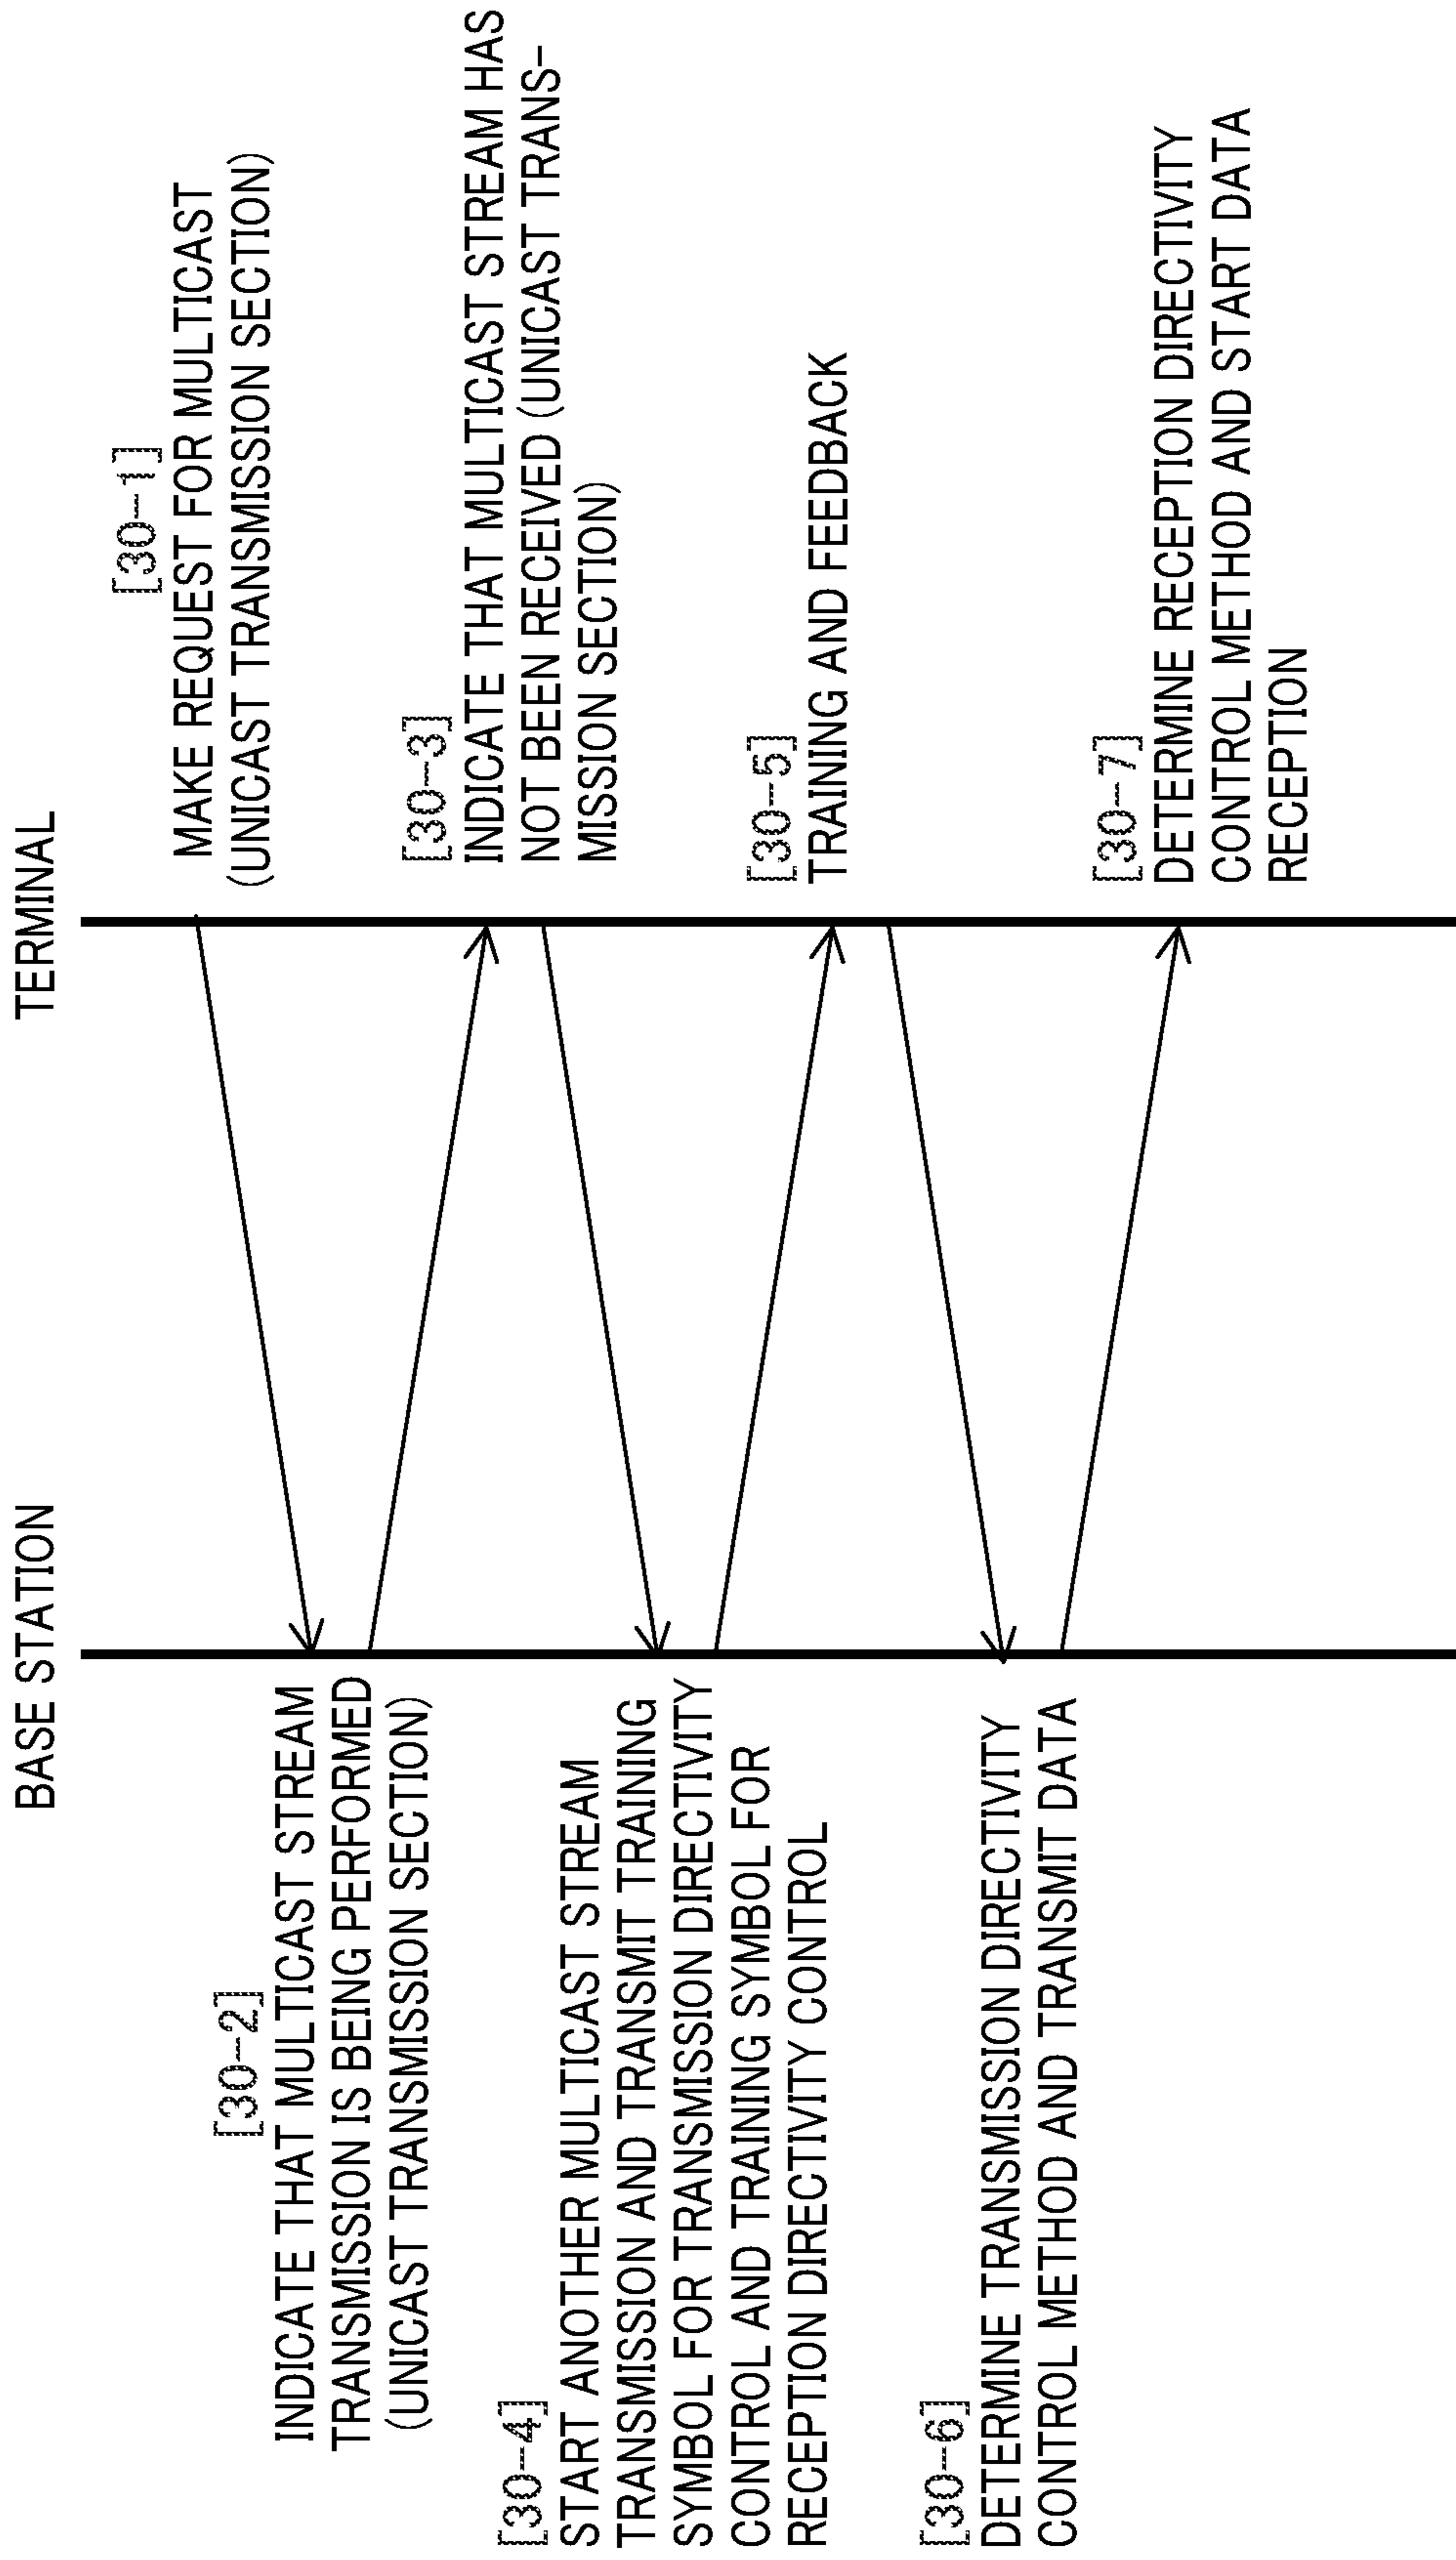 BASE STATION
TERMINAL
[30-1]
MAKE REQUEST FOR MULTICAST
(UNICAST TRANSMISSION SECTION)
[30-2]
INDICATE THAT MULTICAST STREAM
TRANSMISSION IS BEING PERFORMED
(UNICAST TRANSMISSION SECTION)
[30-3]
INDICATE THAT MULTICAST STREAM HAS
NOT BEEN RECEIVED (UNICAST TRANS-
MISSION SECTION)
[30-4]
START ANOTHER MULTICAST STREAM
TRANSMISSION AND TRANSMIT TRAINING
SYMBOL FOR TRANSMISSION DIRECTIVITY
CONTROL AND TRAINING SYMBOL FOR
RECEPTION DIRECTIVITY CONTROL
[30-5]
TRAINING AND FEEDBACK
[30-6]
DETERMINE TRANSMISSION DIRECTIVITY
CONTROL METHOD AND TRANSMIT DATA
[30-7]
DETERMINE RECEPTION DIRECTIVITY
CONTROL METHOD AND START DATA
RECEPTION